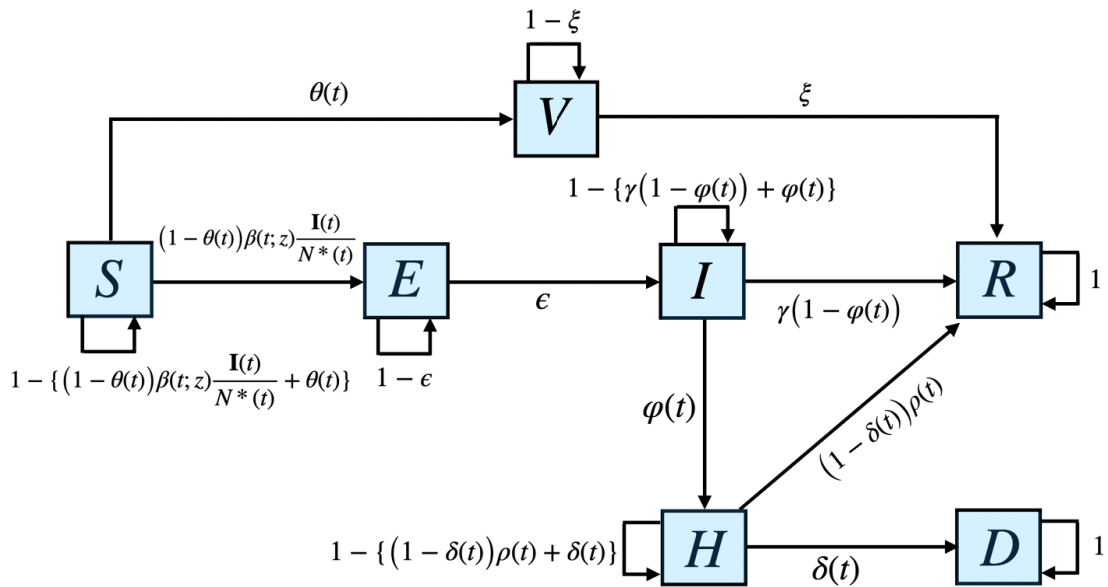 1 − ξ
θ(t)
V
ξ
1 − {γ(1 − φ(t)) + φ(t)}
(1 − θ(t))β(t; z) I(t)/N*(t)
S
E
ϵ
I
γ(1 − φ(t))
R
1
1 − {(1 − θ(t))β(t; z) I(t)/N*(t) + θ(t)}
1 − ϵ
φ(t)
(1 − δ(t))ρ(t)
1 − {(1 − δ(t))ρ(t) + δ(t)}
H
δ(t)
D
1